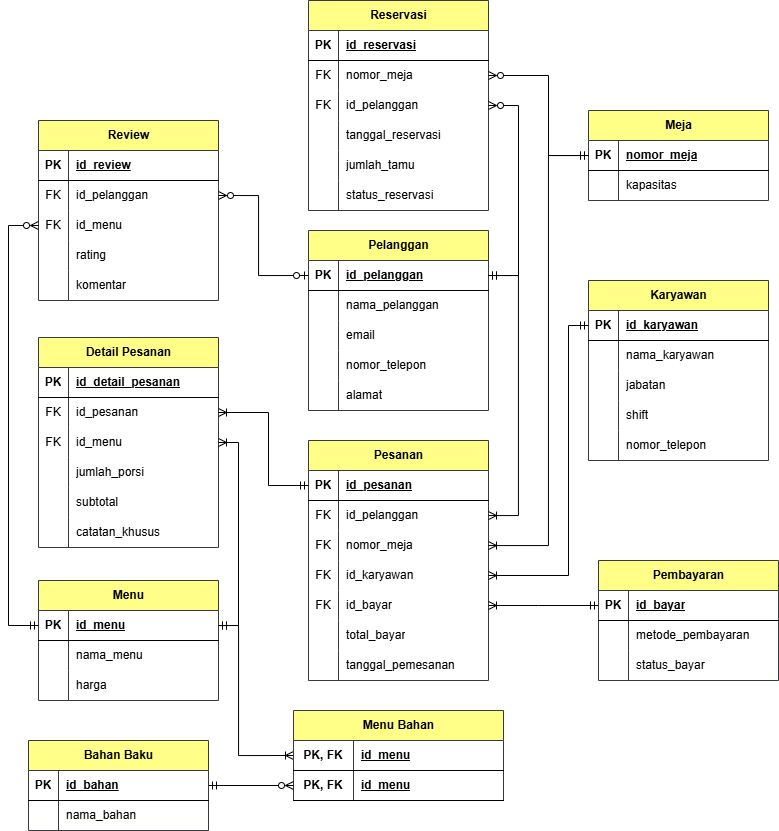 Reservasi
PK id_reservasi
FK nomor_meja
FK id_pelanggan
tanggal_reservasi
jumlah_tamu
status_reservasi
Meja
PK nomor_meja
kapasitas
Review
PK id_review
FK id_pelanggan
FK id_menu
rating
komentar
Pelanggan
PK id_pelanggan
nama_pelanggan
email
nomor_telepon
alamat
Karyawan
PK id_karyawan
nama_karyawan
jabatan
shift
nomor_telepon
Detail Pesanan
PK id_detail_pesanan
FK id_pesanan
FK id_menu
jumlah_porsi
subtotal
catatan_khusus
Pesanan
PK id_pesanan
FK id_pelanggan
FK nomor_meja
FK id_karyawan
FK id_bayar
total_bayar
tanggal_pemesanan
Pembayaran
PK id_bayar
metode_pembayaran
status_bayar
Menu
PK id_menu
nama_menu
harga
Menu Bahan
PK, FK id_menu
PK, FK id_menu
Bahan Baku
PK id_bahan
nama_bahan